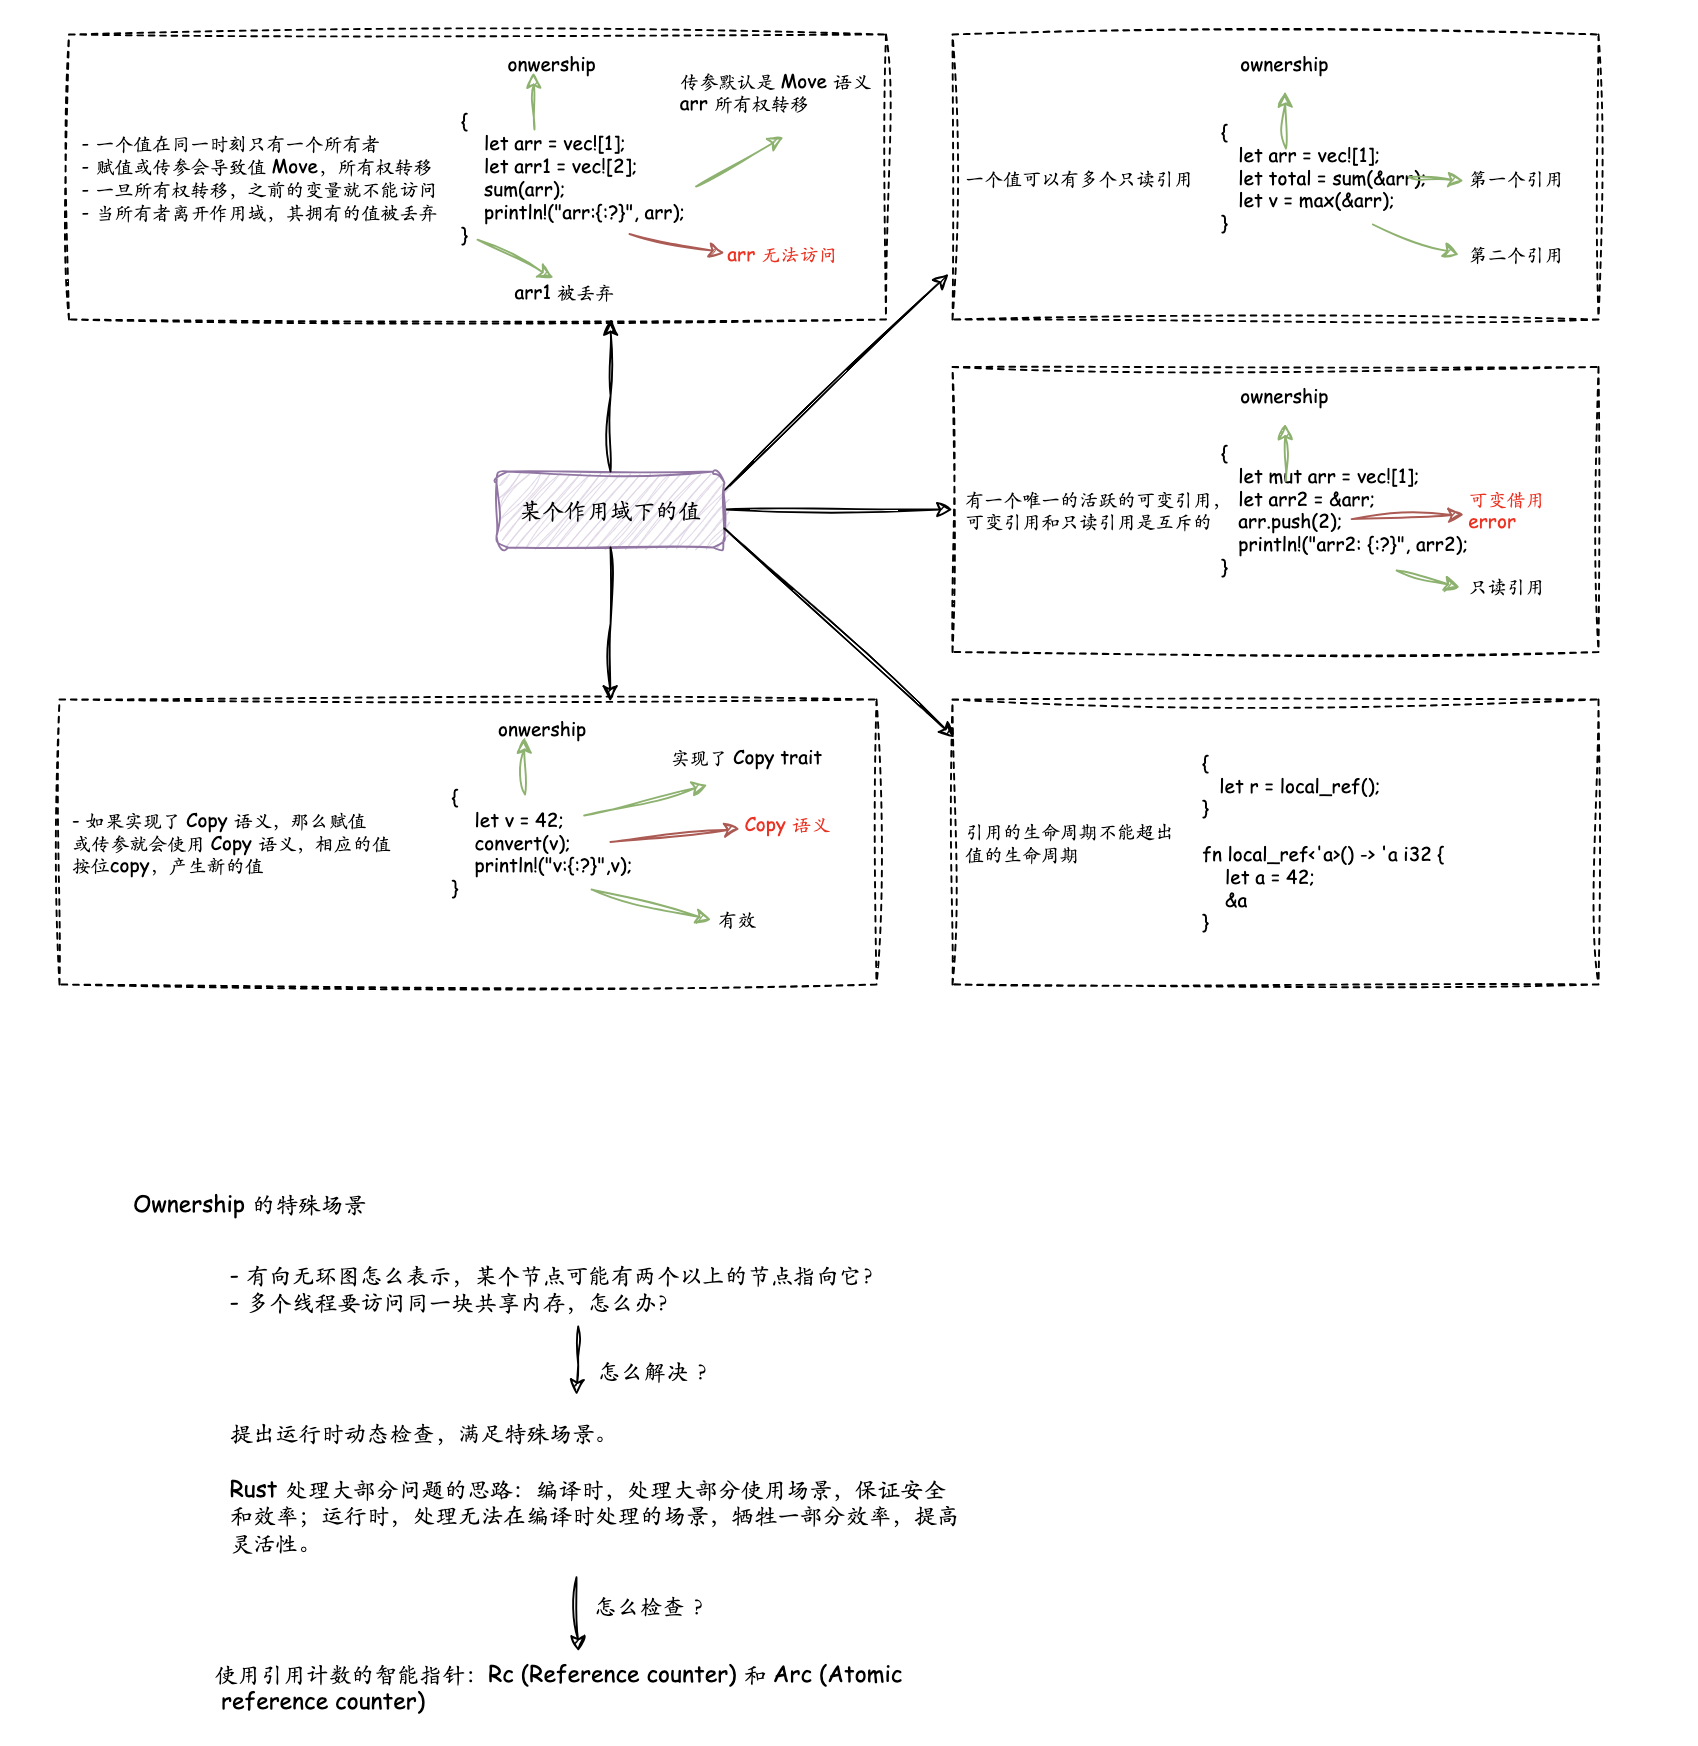 onwership
传参默认是 Move 语义
arr 所有权转移
- 一个值在同一时刻只有一个所有者
- 赋值或传参会导致值 Move，所有权转移
- 一旦所有权转移，之前的变量就不能访问
- 当所有者离开作用域，其拥有的值被丢弃
{
let arr = vec![1];
let arr1 = vec![2];
sum(arr);
println!("arr:{:?}", arr);
}
arr 无法访问
arr1 被丢弃
ownership
一个值可以有多个只读引用
{
let arr = vec![1];
let total = sum(&arr);
let v = max(&arr);
}
第一个引用
第二个引用
某个作用域下的值
ownership
有一个唯一的活跃的可变引用，
可变引用和只读引用是互斥的
{
let mut arr = vec![1];
let arr2 = &arr;
arr.push(2);
println!("arr2: {:?}", arr2);
}
可变借用
error
只读引用
onwership
实现了 Copy trait
- 如果实现了 Copy 语义，那么赋值
或传参就会使用 Copy 语义，相应的值
按位copy，产生新的值
{
let v = 42;
convert(v);
println!("v:{:?}",v);
}
Copy 语义
有效
引用的生命周期不能超出
值的生命周期
{
let r = local_ref();
}
fn local_ref<'a>() -> 'a i32 {
let a = 42;
&a
}
Ownership 的特殊场景
- 有向无环图怎么表示，某个节点可能有两个以上的节点指向它?
- 多个线程要访问同一块共享内存，怎么办?
怎么解决 ?
提出运行时动态检查，满足特殊场景。
Rust 处理大部分问题的思路：编译时，处理大部分使用场景，保证安全
和效率；运行时，处理无法在编译时处理的场景，牺牲一部分效率，提高
灵活性。
怎么检查 ?
使用引用计数的智能指针：Rc (Reference counter) 和 Arc (Atomic
reference counter)